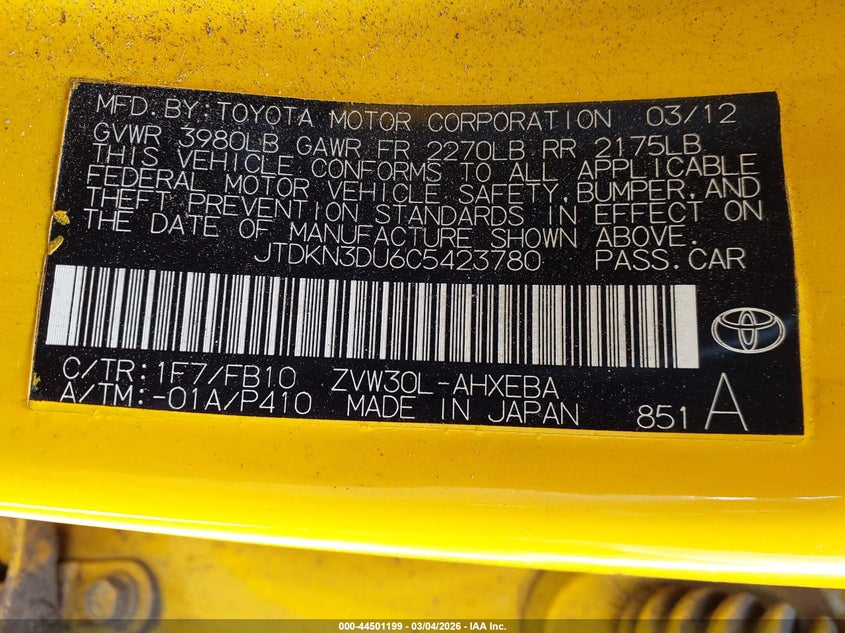 MFD. BY: TOYOTA MOTOR CORPORATION 03/12
GVWR 3980LB GAWR FR 2270LB RR 2175LB
THIS VEHICLE CONFORMS TO ALL APPLICABLE
FEDERAL MOTOR VEHICLE SAFETY, BUMPER, AND
THEFT PREVENTION STANDARDS IN EFFECT ON
THE DATE OF MANUFACTURE SHOWN ABOVE.
JTDKN3DU6C5423780 PASS.CAR
C/TR: 1F7/FB10 ZVW30L-AHXEBA
A/TM: -01A/P410 MADE IN JAPAN 851 A
000-44501199 - 03/04/2026 - IAA Inc.